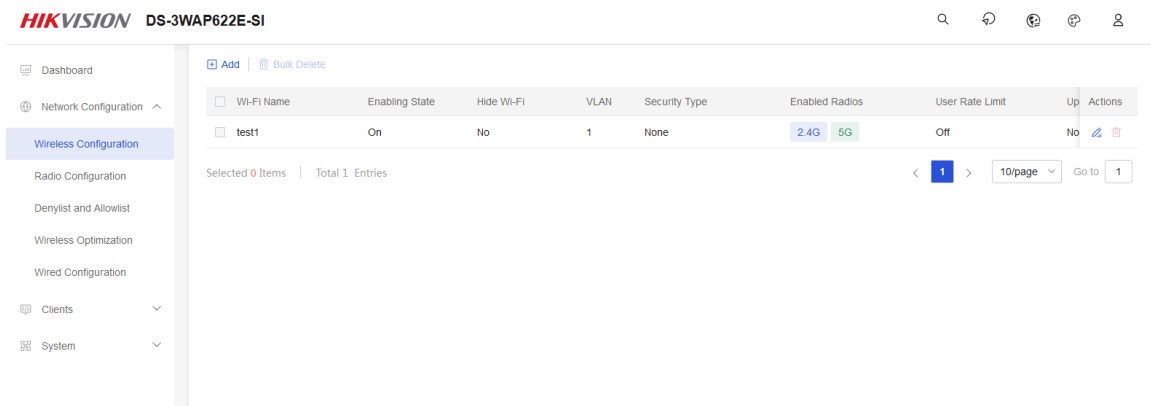 HIKVISION DS-3WAP622E-SI
Dashboard
Network Configuration
Wireless Configuration
Radio Configuration
Denylist and Allowlist
Wireless Optimization
Wired Configuration
Clients
System
Add Bulk Delete
Wi-Fi Name Enabling State Hide Wi-Fi VLAN Security Type Enabled Radios User Rate Limit Up Actions
test1 On No 1 None 2.4G 5G Off No
Selected 0 Items Total 1 Entries < 1 > 10/page Go to 1